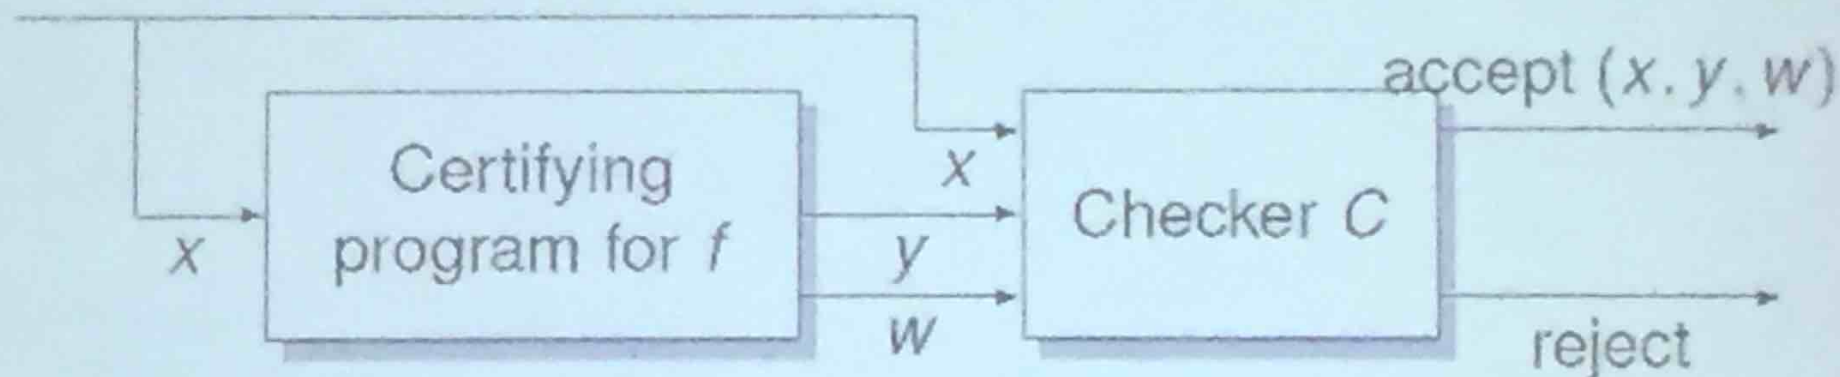 accept (x, y, w)
Certifying
program for f
x
x
y
w
Checker C
reject